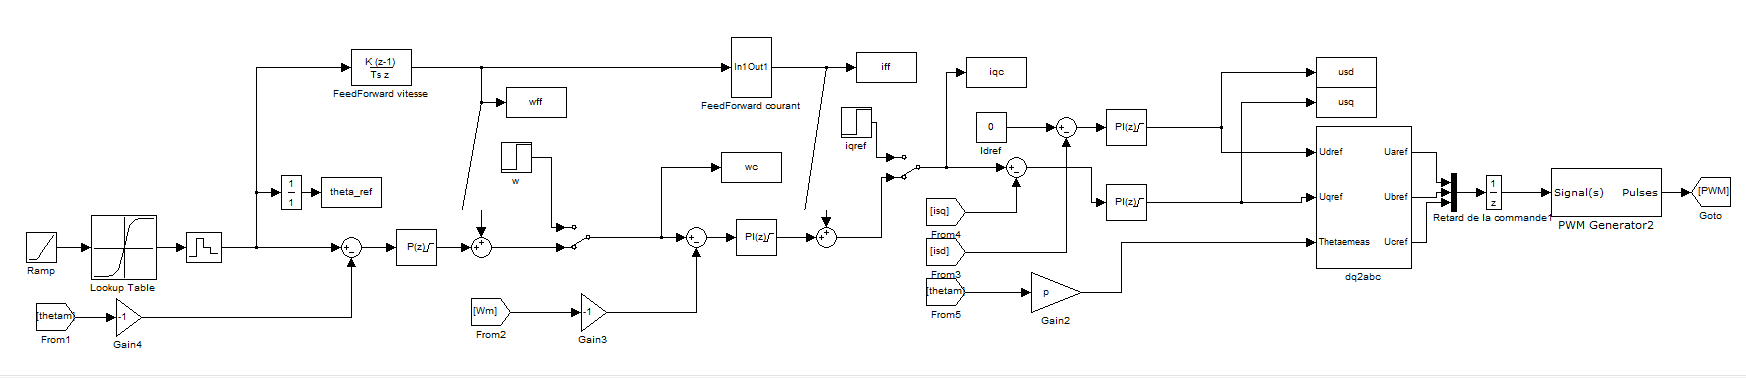 K (z-1)
Ts z
FeedForward vitesse
In1 Out1
FeedForward courant
iff
wff
iqref
iqc
0
Idref
PI(z)
usd
usq
w
wc
1
1
theta_ref
Ramp
Lookup Table
P(z)
PI(z)
[isq]
From4
[isd]
From3
[thetam]
From5
p
Gain2
PI(z)
Udref
Uqref
Thetaemeas
Uaref
Ubref
Ucref
dq2abc
1
z
Retard de la commande1
Signal(s) Pulses
PWM Generator2
[PWM]
Goto
[thetam]
From1
-1
Gain4
[Wm]
From2
-1
Gain3